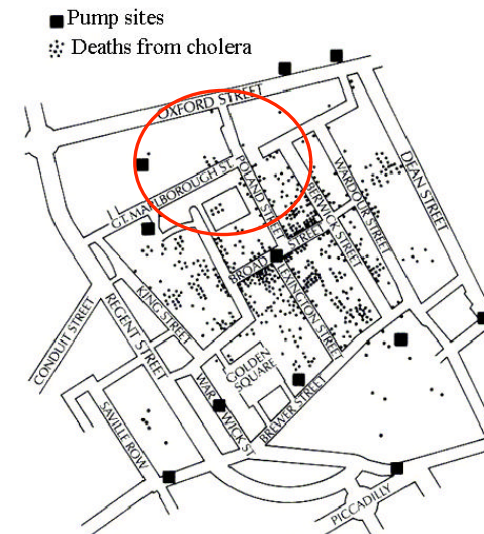 Pump sites
Deaths from cholera
OXFORD STREET
GT. MARLBOROUGH ST.
POLAND STREET
BERWICK STREET
WARDOUR STREET
DEAN STREET
BROAD STREET
LEXINGTON STREET
KING STREET
REGENT STREET
CONDUIT STREET
GOLDEN
SQUARE
SAVILLE ROW
WARWICK ST.
BREWER STREET
PICCADILLY